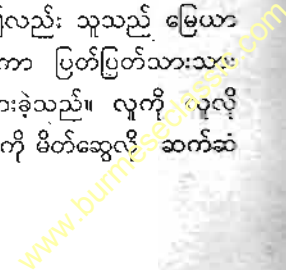 ၍လည်း သူသည် မြေယာ
ကာ ပြတ်ပြတ်သားသား
ားခဲ့သည်။ လူကို လူလို
ကို မိတ်ဆွေလို ဆက်ဆံ
www.burmeseclassic.com